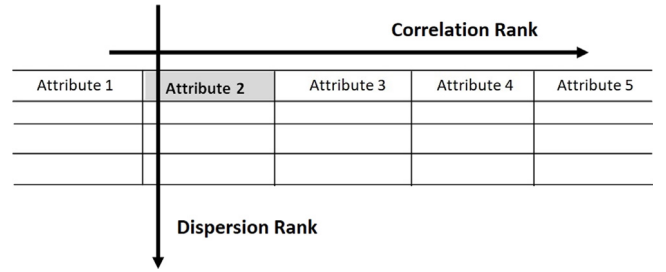 Correlation Rank
Attribute 1 Attribute 2 Attribute 3 Attribute 4 Attribute 5
Dispersion Rank